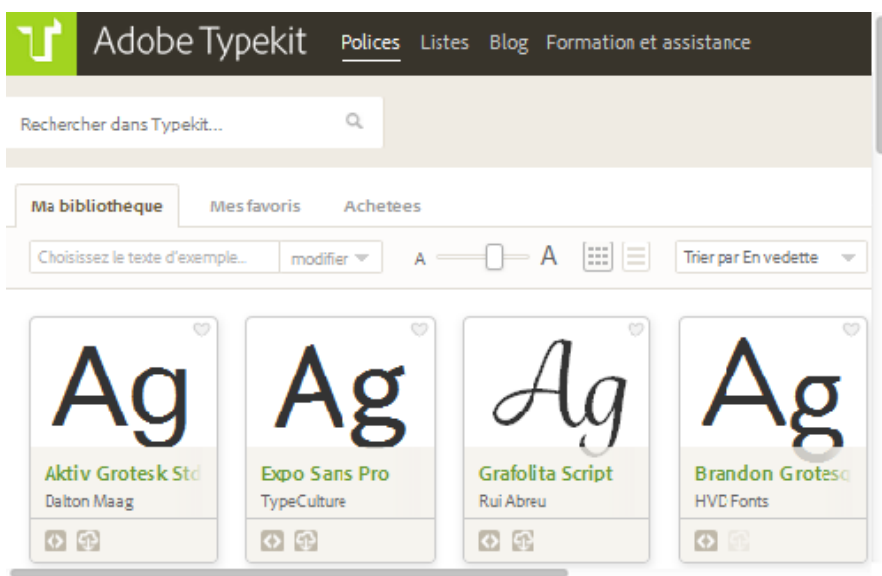 Adobe Typekit Polices Listes Blog Formation et assistance
Rechercher dans Typekit...
Ma bibliothèque Mes favoris Achetees
Choisissez le texte d'exemple... modifier A A Trier par En vedette
Ag Ag Ag Ag
Aktiv Grotesk Std Expo Sans Pro Grafolita Script Brandon Grotesq
Dalton Maag TypeCulture Rui Abreu HVD Fonts